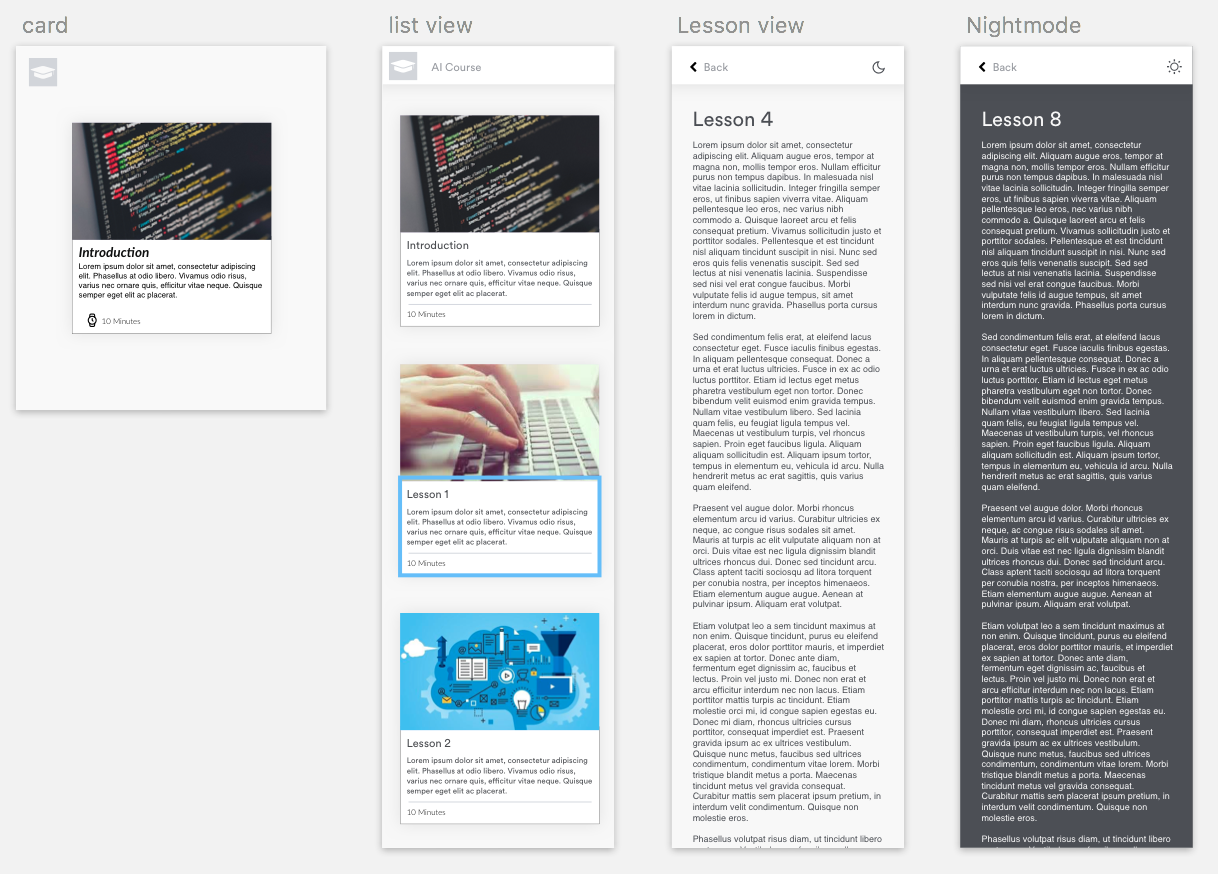 card
Introduction
Lorem ipsum dolor sit amet, consectetur adipiscing
elit. Phasellus at odio libero. Vivamus odio risus,
varius nec ornare quis, efficitur vitae neque. Quisque
semper eget elit ac placerat.
10 Minutes
list view
AI Course
Introduction
Lorem ipsum dolor sit amet, consectetur adipiscing
elit. Phasellus at odio libero. Vivamus odio risus,
varius nec ornare quis, efficitur vitae neque. Quisque
semper eget elit ac placerat.
10 Minutes
Lesson 1
Lorem ipsum dolor sit amet, consectetur adipiscing
elit. Phasellus at odio libero. Vivamus odio risus,
varius nec ornare quis, efficitur vitae neque. Quisque
semper eget elit ac placerat.
10 Minutes
Lesson 2
Lorem ipsum dolor sit amet, consectetur adipiscing
elit. Phasellus at odio libero. Vivamus odio risus,
varius nec ornare quis, efficitur vitae neque. Quisque
semper eget elit ac placerat.
10 Minutes
Lesson view
Back
Lesson 4
Lorem ipsum dolor sit amet, consectetur
adipiscing elit. Aliquam augue eros, tempor at
magna non, mollis tempor eros. Nullam efficitur
purus non tempus dapibus. In malesuada nisl
vitae lacinia sollicitudin. Integer fringilla semper
eros, ut finibus sapien viverra vitae. Aliquam
pellentesque leo eros, nec varius nibh
commodo a. Quisque laoreet arcu et felis
consequat pretium. Vivamus sollicitudin justo et
porttitor sodales. Pellentesque et est tincidunt
nisl aliquam tincidunt suscipit in nisi. Nunc sed
eros quis felis venenatis suscipit. Sed sed
lectus at nisi venenatis lacinia. Suspendisse
sed nisi vel erat congue faucibus. Morbi
vulputate felis id augue tempus, sit amet
interdum nunc gravida. Phasellus porta cursus
lorem in dictum.
Sed condimentum felis erat, at eleifend lacus
consectetur eget. Fusce iaculis finibus egestas.
In aliquam pellentesque consequat. Donec a
urna et erat luctus ultricies. Fusce in ex ac odio
luctus porttitor. Etiam id lectus eget metus
pharetra vestibulum eget non tortor. Donec
bibendum velit euismod enim gravida tempus.
Nullam vitae vestibulum libero. Sed lacinia
quam felis, eu feugiat ligula tempus vel.
Maecenas ut vestibulum turpis, vel rhoncus
sapien. Proin eget faucibus ligula. Aliquam
aliquam sollicitudin est. Aliquam ipsum tortor,
tempus in elementum eu, vehicula id arcu. Nulla
hendrerit metus ac erat sagittis, quis varius
quam eleifend.
Praesent vel augue dolor. Morbi rhoncus
elementum arcu id varius. Curabitur ultricies ex
neque, ac congue risus sodales sit amet.
Mauris at turpis ac elit vulputate aliquam non at
orci. Duis vitae est nec ligula dignissim blandit
ultrices rhoncus dui. Donec sed tincidunt arcu.
Class aptent taciti sociosqu ad litora torquent
per conubia nostra, per inceptos himenaeos.
Etiam elementum augue augue. Aenean at
pulvinar ipsum. Aliquam erat volutpat.
Etiam volutpat leo a sem tincidunt maximus at
non enim. Quisque tincidunt, purus eu eleifend
placerat, eros dolor porttitor mauris, et imperdiet
ex sapien at tortor. Donec ante diam,
fermentum eget dignissim ac, faucibus et
lectus. Proin vel justo mi. Donec non erat et
arcu efficitur interdum nec non lacus. Etiam
porttitor mattis turpis ac tincidunt. Etiam
molestie orci mi, id congue sapien egestas eu.
Donec mi diam, rhoncus ultricies cursus
porttitor, consequat imperdiet est. Praesent
gravida ipsum ac ex ultrices vestibulum.
Quisque nunc metus, faucibus sed ultrices
condimentum, condimentum vitae lorem. Morbi
tristique blandit metus a porta. Maecenas
tincidunt metus vel gravida consequat.
Curabitur mattis sem placerat ipsum pretium, in
interdum velit condimentum. Quisque non
molestie eros.
Phasellus volutpat risus diam, ut tincidunt libero
Nightmode
Back
Lesson 8
Lorem ipsum dolor sit amet, consectetur
adipiscing elit. Aliquam augue eros, tempor at
magna non, mollis tempor eros. Nullam efficitur
purus non tempus dapibus. In malesuada nisl
vitae lacinia sollicitudin. Integer fringilla semper
eros, ut finibus sapien viverra vitae. Aliquam
pellentesque leo eros, nec varius nibh
commodo a. Quisque laoreet arcu et felis
consequat pretium. Vivamus sollicitudin justo et
porttitor sodales. Pellentesque et est tincidunt
nisl aliquam tincidunt suscipit in nisi. Nunc sed
eros quis felis venenatis suscipit. Sed sed
lectus at nisi venenatis lacinia. Suspendisse
sed nisi vel erat congue faucibus. Morbi
vulputate felis id augue tempus, sit amet
interdum nunc gravida. Phasellus porta cursus
lorem in dictum.
Sed condimentum felis erat, at eleifend lacus
consectetur eget. Fusce iaculis finibus egestas.
In aliquam pellentesque consequat. Donec a
urna et erat luctus ultricies. Fusce in ex ac odio
luctus porttitor. Etiam id lectus eget metus
pharetra vestibulum eget non tortor. Donec
bibendum velit euismod enim gravida tempus.
Nullam vitae vestibulum libero. Sed lacinia
quam felis, eu feugiat ligula tempus vel.
Maecenas ut vestibulum turpis, vel rhoncus
sapien. Proin eget faucibus ligula. Aliquam
aliquam sollicitudin est. Aliquam ipsum tortor,
tempus in elementum eu, vehicula id arcu. Nulla
hendrerit metus ac erat sagittis, quis varius
quam eleifend.
Praesent vel augue dolor. Morbi rhoncus
elementum arcu id varius. Curabitur ultricies ex
neque, ac congue risus sodales sit amet.
Mauris at turpis ac elit vulputate aliquam non at
orci. Duis vitae est nec ligula dignissim blandit
ultrices rhoncus dui. Donec sed tincidunt arcu.
Class aptent taciti sociosqu ad litora torquent
per conubia nostra, per inceptos himenaeos.
Etiam elementum augue augue. Aenean at
pulvinar ipsum. Aliquam erat volutpat.
Etiam volutpat leo a sem tincidunt maximus at
non enim. Quisque tincidunt, purus eu eleifend
placerat, eros dolor porttitor mauris, et imperdiet
ex sapien at tortor. Donec ante diam,
fermentum eget dignissim ac, faucibus et
lectus. Proin vel justo mi. Donec non erat et
arcu efficitur interdum nec non lacus. Etiam
porttitor mattis turpis ac tincidunt. Etiam
molestie orci mi, id congue sapien egestas eu.
Donec mi diam, rhoncus ultricies cursus
porttitor, consequat imperdiet est. Praesent
gravida ipsum ac ex ultrices vestibulum.
Quisque nunc metus, faucibus sed ultrices
condimentum, condimentum vitae lorem. Morbi
tristique blandit metus a porta. Maecenas
tincidunt metus vel gravida consequat.
Curabitur mattis sem placerat ipsum pretium, in
interdum velit condimentum. Quisque non
molestie eros.
Phasellus volutpat risus diam, ut tincidunt libero